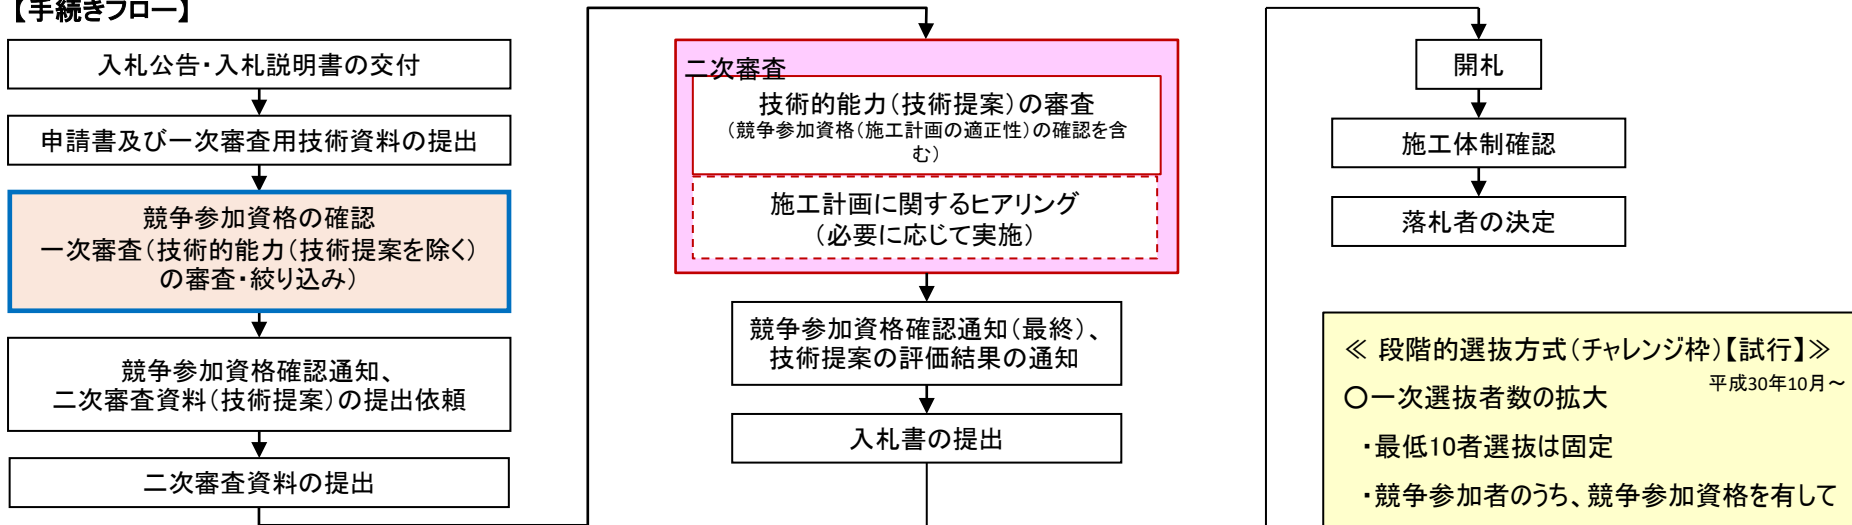 【手続きフロー】
入札公告・入札説明書の交付
申請書及び一次審査用技術資料の提出
競争参加資格の確認
一次審査（技術的能力（技術提案を除く）
の審査・絞り込み）
競争参加資格確認通知、
二次審査資料（技術提案）の提出依頼
二次審査資料の提出
二次審査
技術的能力（技術提案）の審査
（競争参加資格（施工計画の適正性）の確認を含
む）
施工計画に関するヒアリング
（必要に応じて実施）
競争参加資格確認通知（最終）、
技術提案の評価結果の通知
入札書の提出
開札
施工体制確認
落札者の決定
≪ 段階的選抜方式（チャレンジ枠）【試行】≫
平成30年10月～
〇一次選抜者数の拡大
・最低10者選抜は固定
・競争参加者のうち、競争参加資格を有して